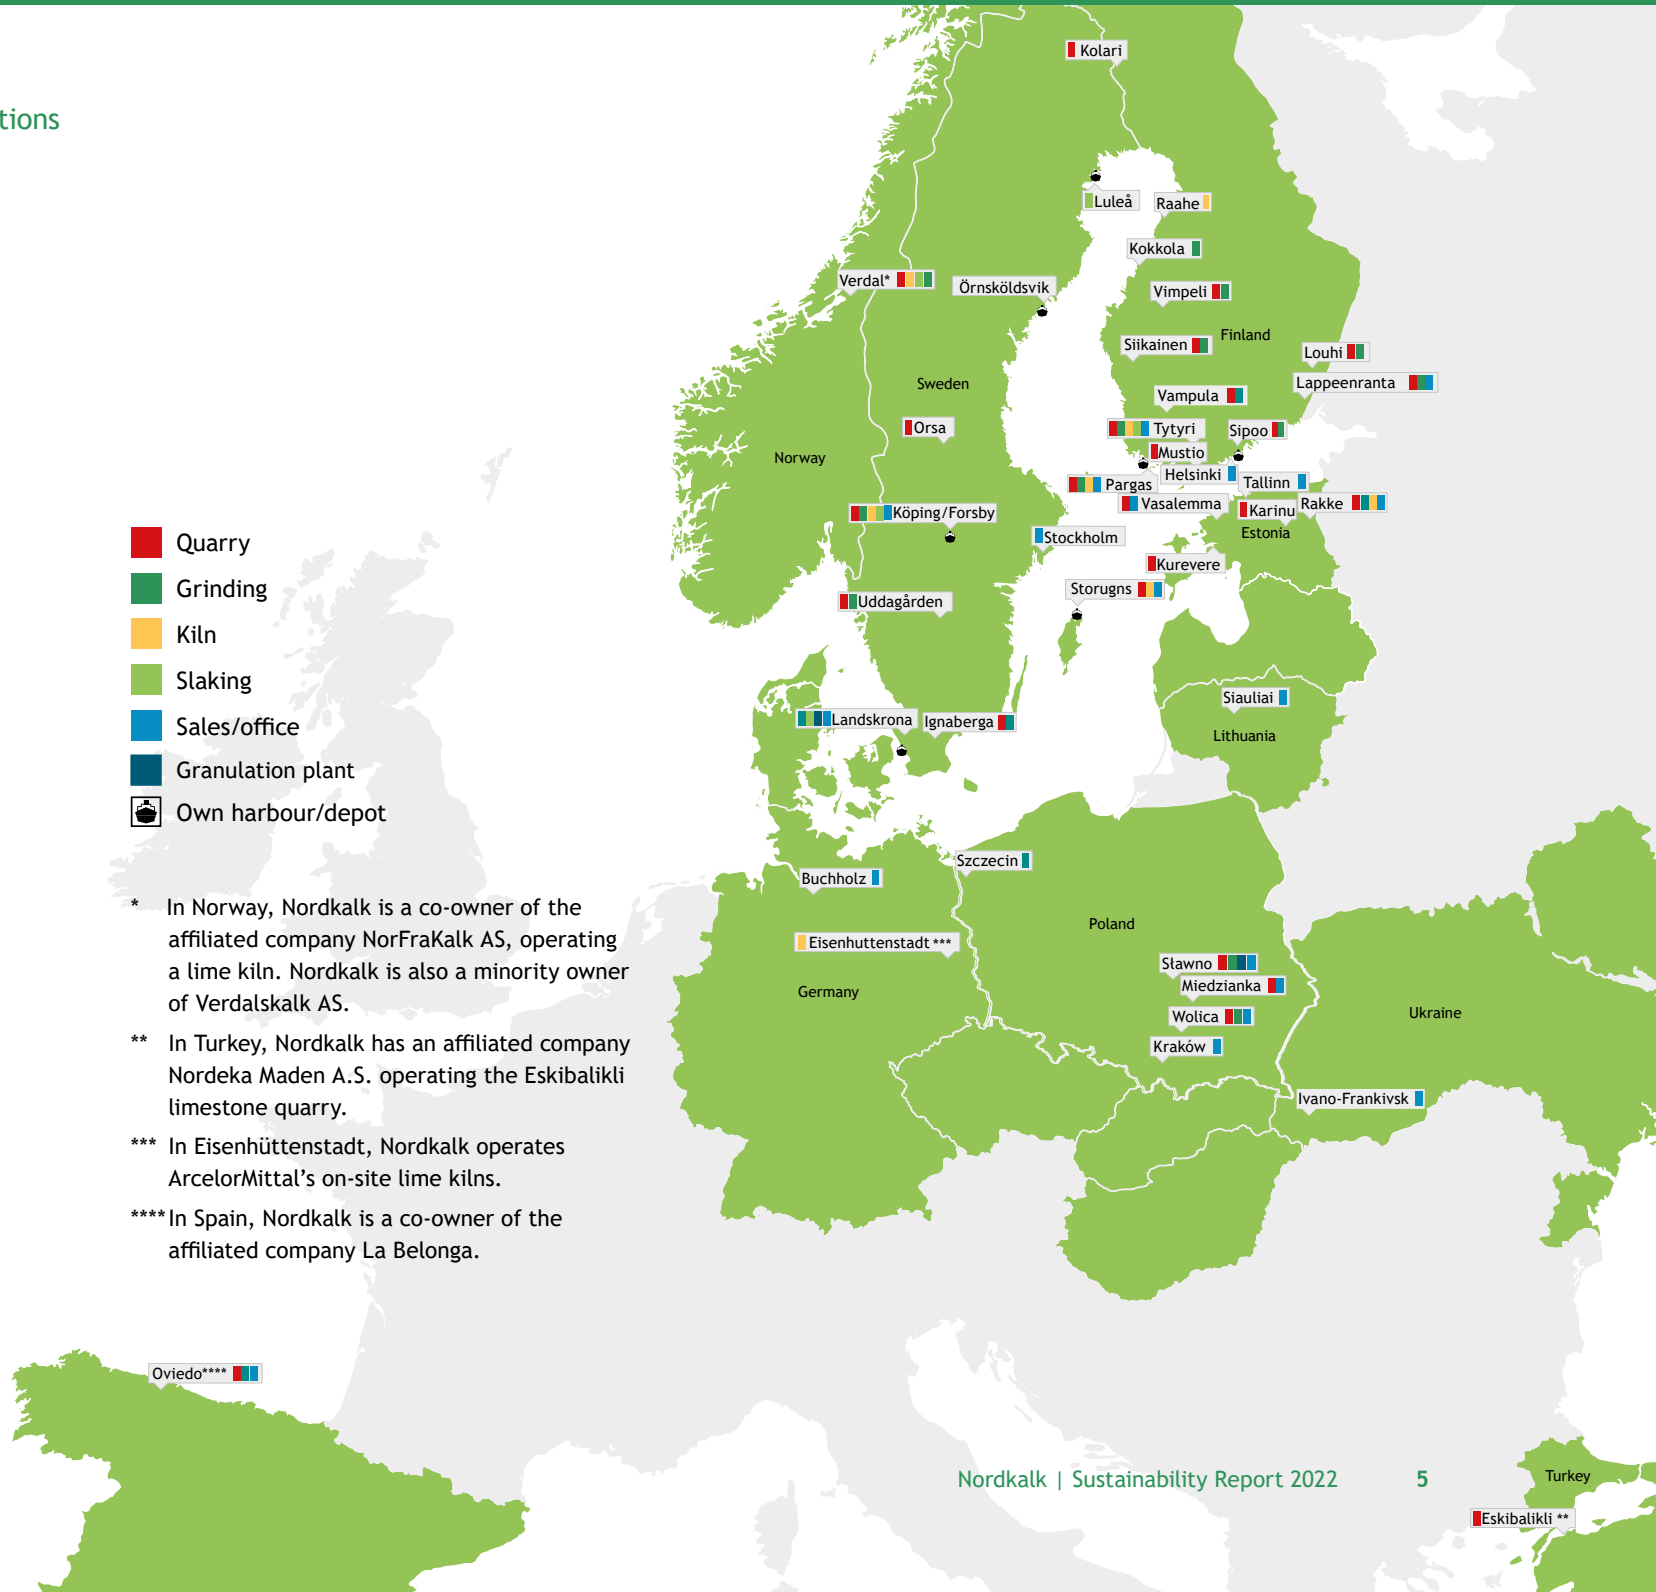 tions
Kolari
Luleå
Raahe
Kokkola
Verdal*
Örnsköldsvik
Vimpeli
Finland
Siikainen
Louhi
Lappeenranta
Sweden
Vampula
Orsa
Tytyri
Sipoo
Mustio
Norway
Helsinki
Tallinn
Pargas
Vasalemma
Karinu
Rakke
Köping/Forsby
Estonia
Stockholm
Kurevere
Storugns
Uddagården
Siauliai
Landskrona
Ignaberga
Lithuania
Quarry
Grinding
Kiln
Slaking
Sales/office
Granulation plant
Own harbour/depot
Szczecin
Buchholz
Poland
Eisenhuttenstadt ***
Sławno
Miedzianka
Germany
Wolica
Ukraine
Kraków
Ivano-Frankivsk
* In Norway, Nordkalk is a co-owner of the
affiliated company NorFraKalk AS, operating
a lime kiln. Nordkalk is also a minority owner
of Verdalskalk AS.
** In Turkey, Nordkalk has an affiliated company
Nordeka Maden A.S. operating the Eskibalikli
limestone quarry.
*** In Eisenhüttenstadt, Nordkalk operates
ArcelorMittal's on-site lime kilns.
**** In Spain, Nordkalk is a co-owner of the
affiliated company La Belonga.
Oviedo****
Turkey
Eskibalikli **
Nordkalk | Sustainability Report 2022 5